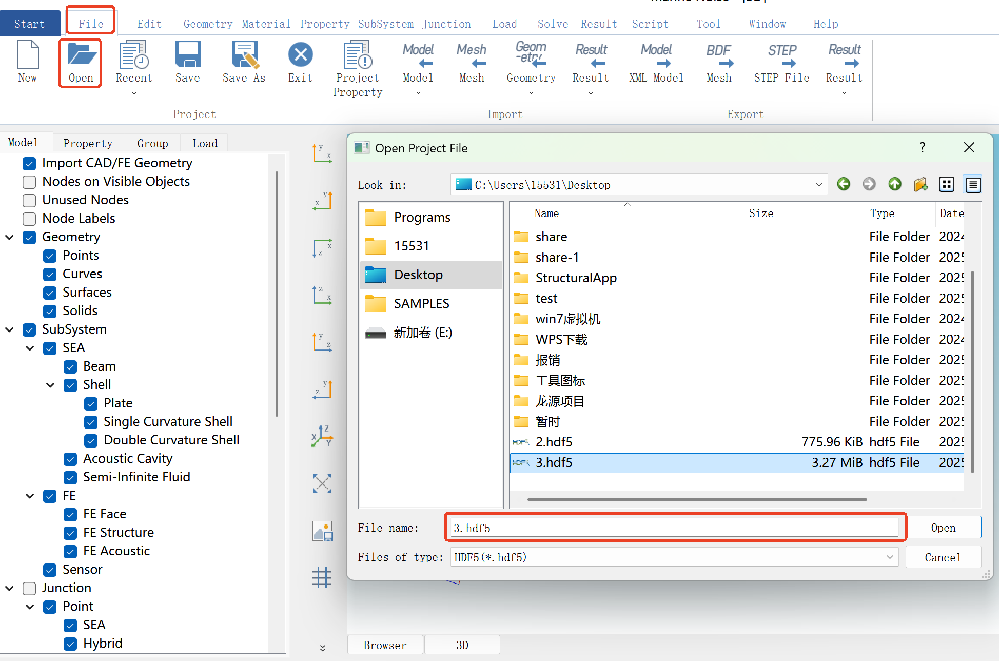 Start File Edit Geometry Material Property SubSystem Junction Load Solve Result Script Tool Window Help
New Open Recent Save Save As Exit Project Property
Model Model
Mesh Mesh
Geom-etry Geometry
Result Result
Model XML Model
BDF Mesh
STEP STEP File
Result Result
Project Import Export
Model Property Group Load
Import CAD/FE Geometry
Nodes on Visible Objects
Unused Nodes
Node Labels
Geometry
Points
Curves
Surfaces
Solids
SubSystem
SEA
Beam
Shell
Plate
Single Curvature Shell
Double Curvature Shell
Acoustic Cavity
Semi-Infinite Fluid
FE
FE Face
FE Structure
FE Acoustic
Sensor
Junction
Point
SEA
Hybrid
y x
y x
x z
z x
y z
y z
Z X Y
Open Project File ?
Look in: C:\Users\15531\Desktop
Programs
15531
Desktop
SAMPLES
新加卷 (E:)
Name Size Type Date
share File Folder 2024
share-1 File Folder 2025
StructuralApp File Folder 2025
test File Folder 2025
win7虚拟机 File Folder 2024
WPS下载 File Folder 2024
报销 File Folder 2025
工具图标 File Folder 2025
龙源项目 File Folder 2025
暂时 File Folder 2025
HDF 2.hdf5 775.96 KiB hdf5 File 2025
HDF 3.hdf5 3.27 MiB hdf5 File 2025
File name: 3.hdf5 Open
Files of type: HDF5(*.hdf5) Cancel
Browser 3D